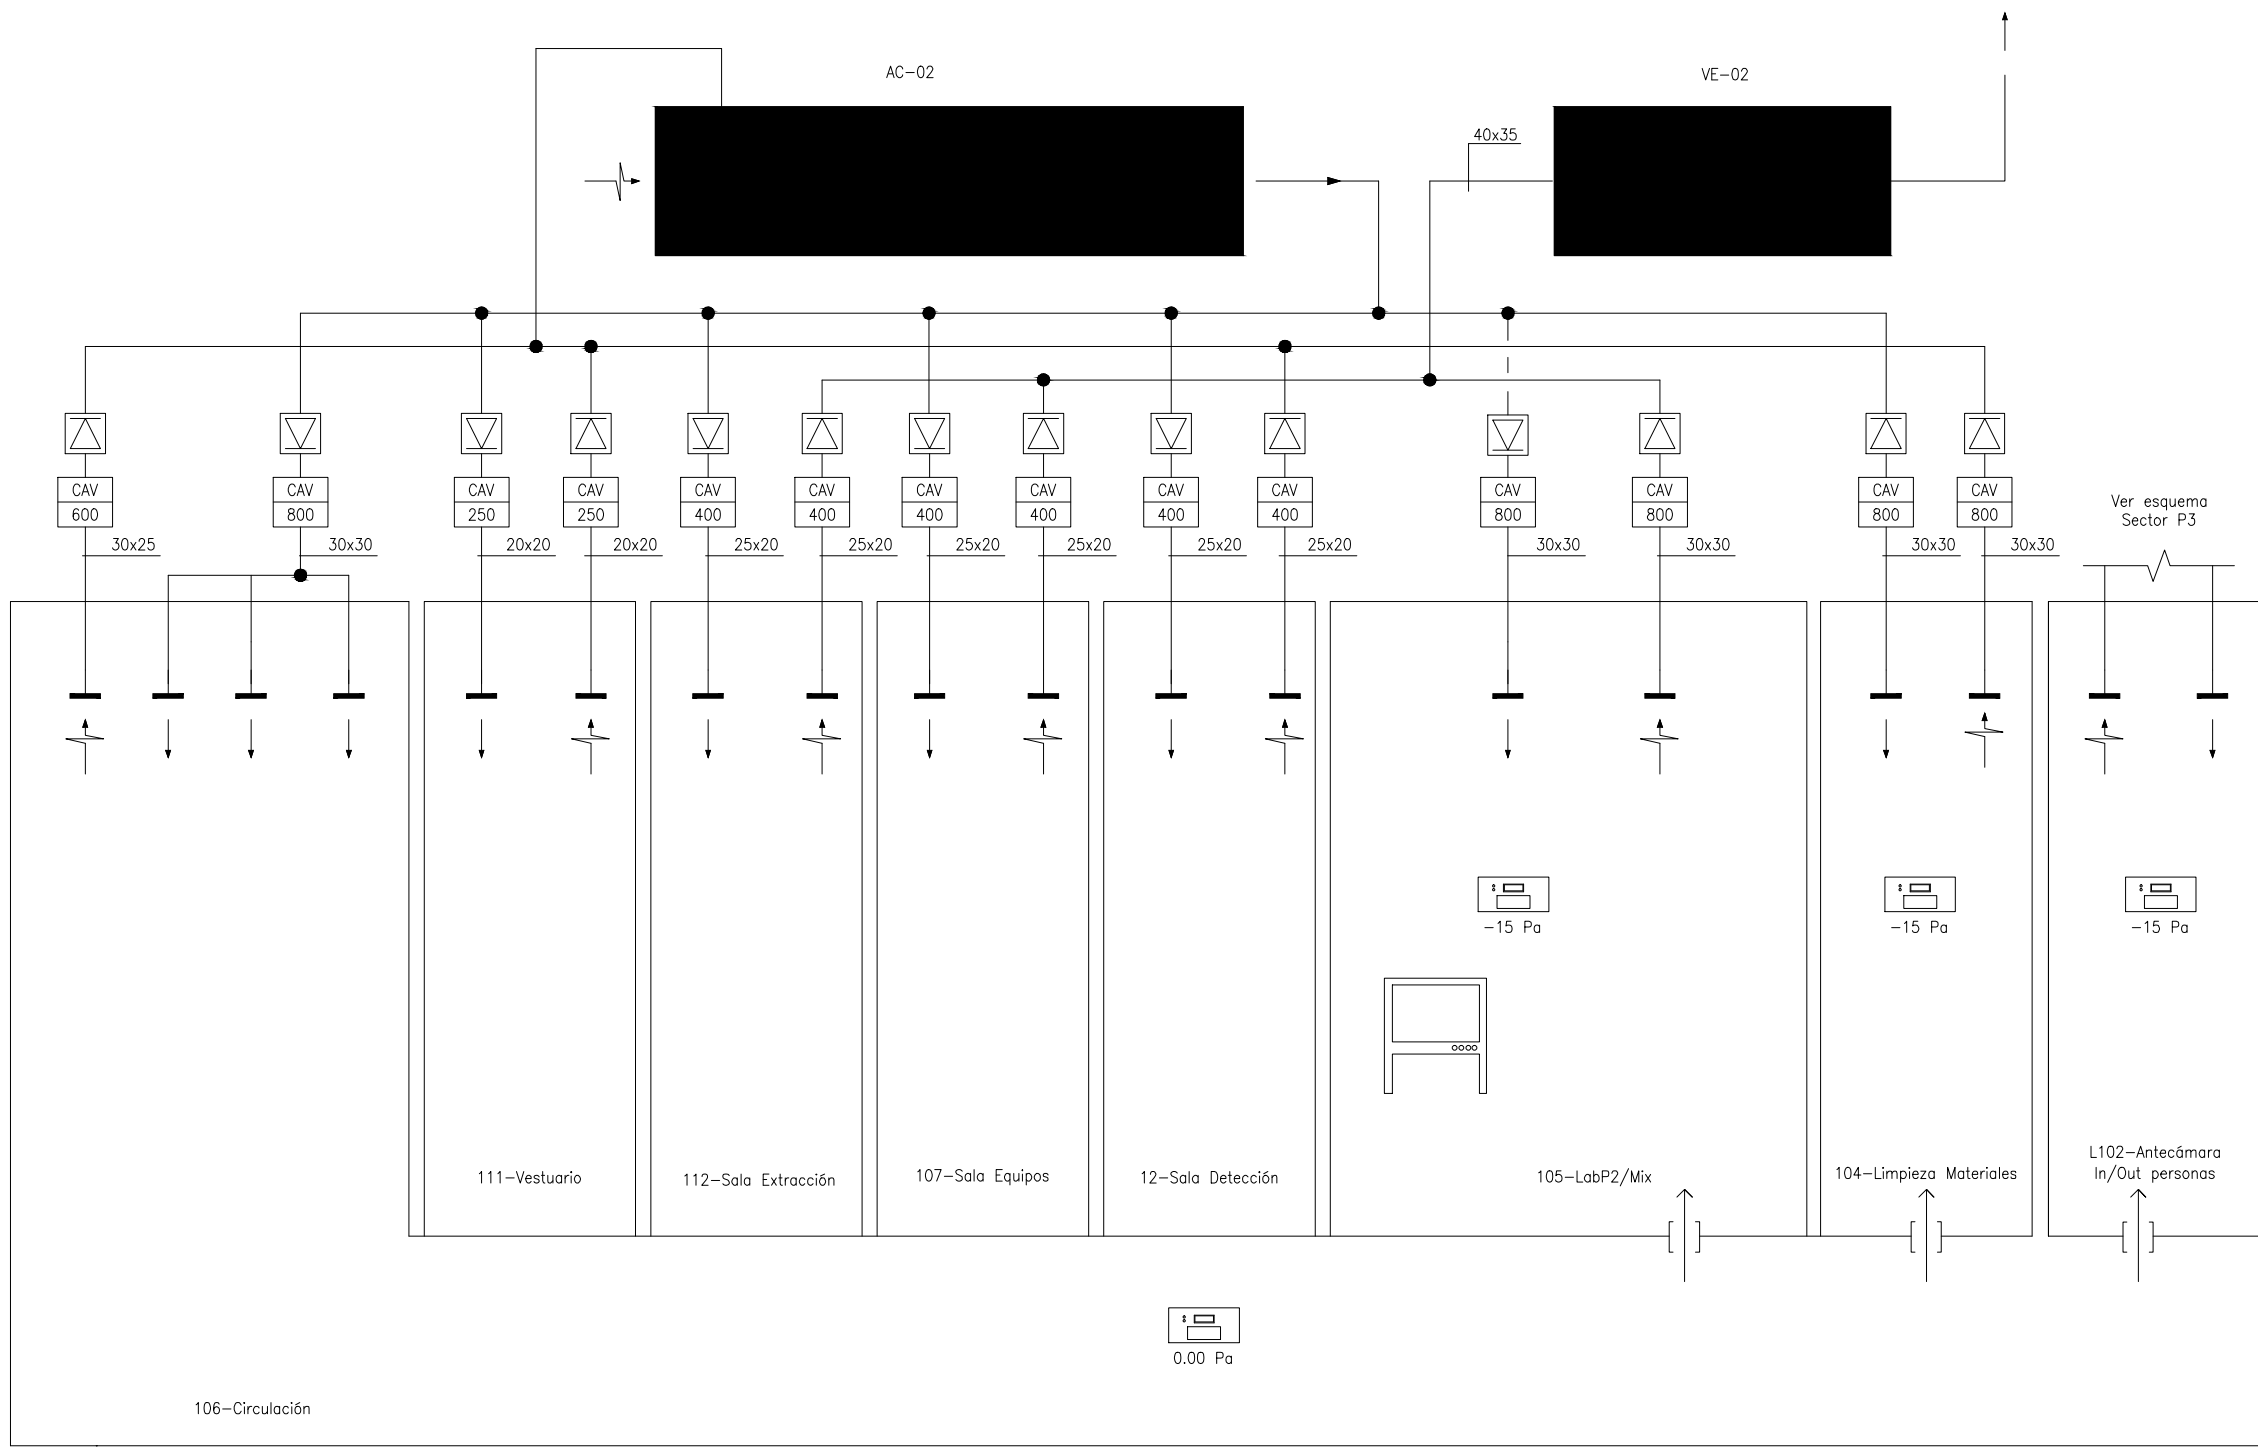 AC-02
VE-02
40x35
CAV
600
CAV
800
CAV
250
CAV
250
CAV
400
CAV
400
CAV
400
CAV
400
CAV
400
CAV
400
CAV
800
CAV
800
CAV
800
CAV
800
Ver esquema
Sector P3
30x25
30x30
20x20
20x20
25x20
25x20
25x20
25x20
25x20
25x20
30x30
30x30
30x30
30x30
-15 Pa
-15 Pa
-15 Pa
111-Vestuario
112-Sala Extracción
107-Sala Equipos
12-Sala Detección
105-LabP2/Mix
104-Limpieza Materiales
L102-Antecámara
In/Out personas
0.00 Pa
106-Circulación